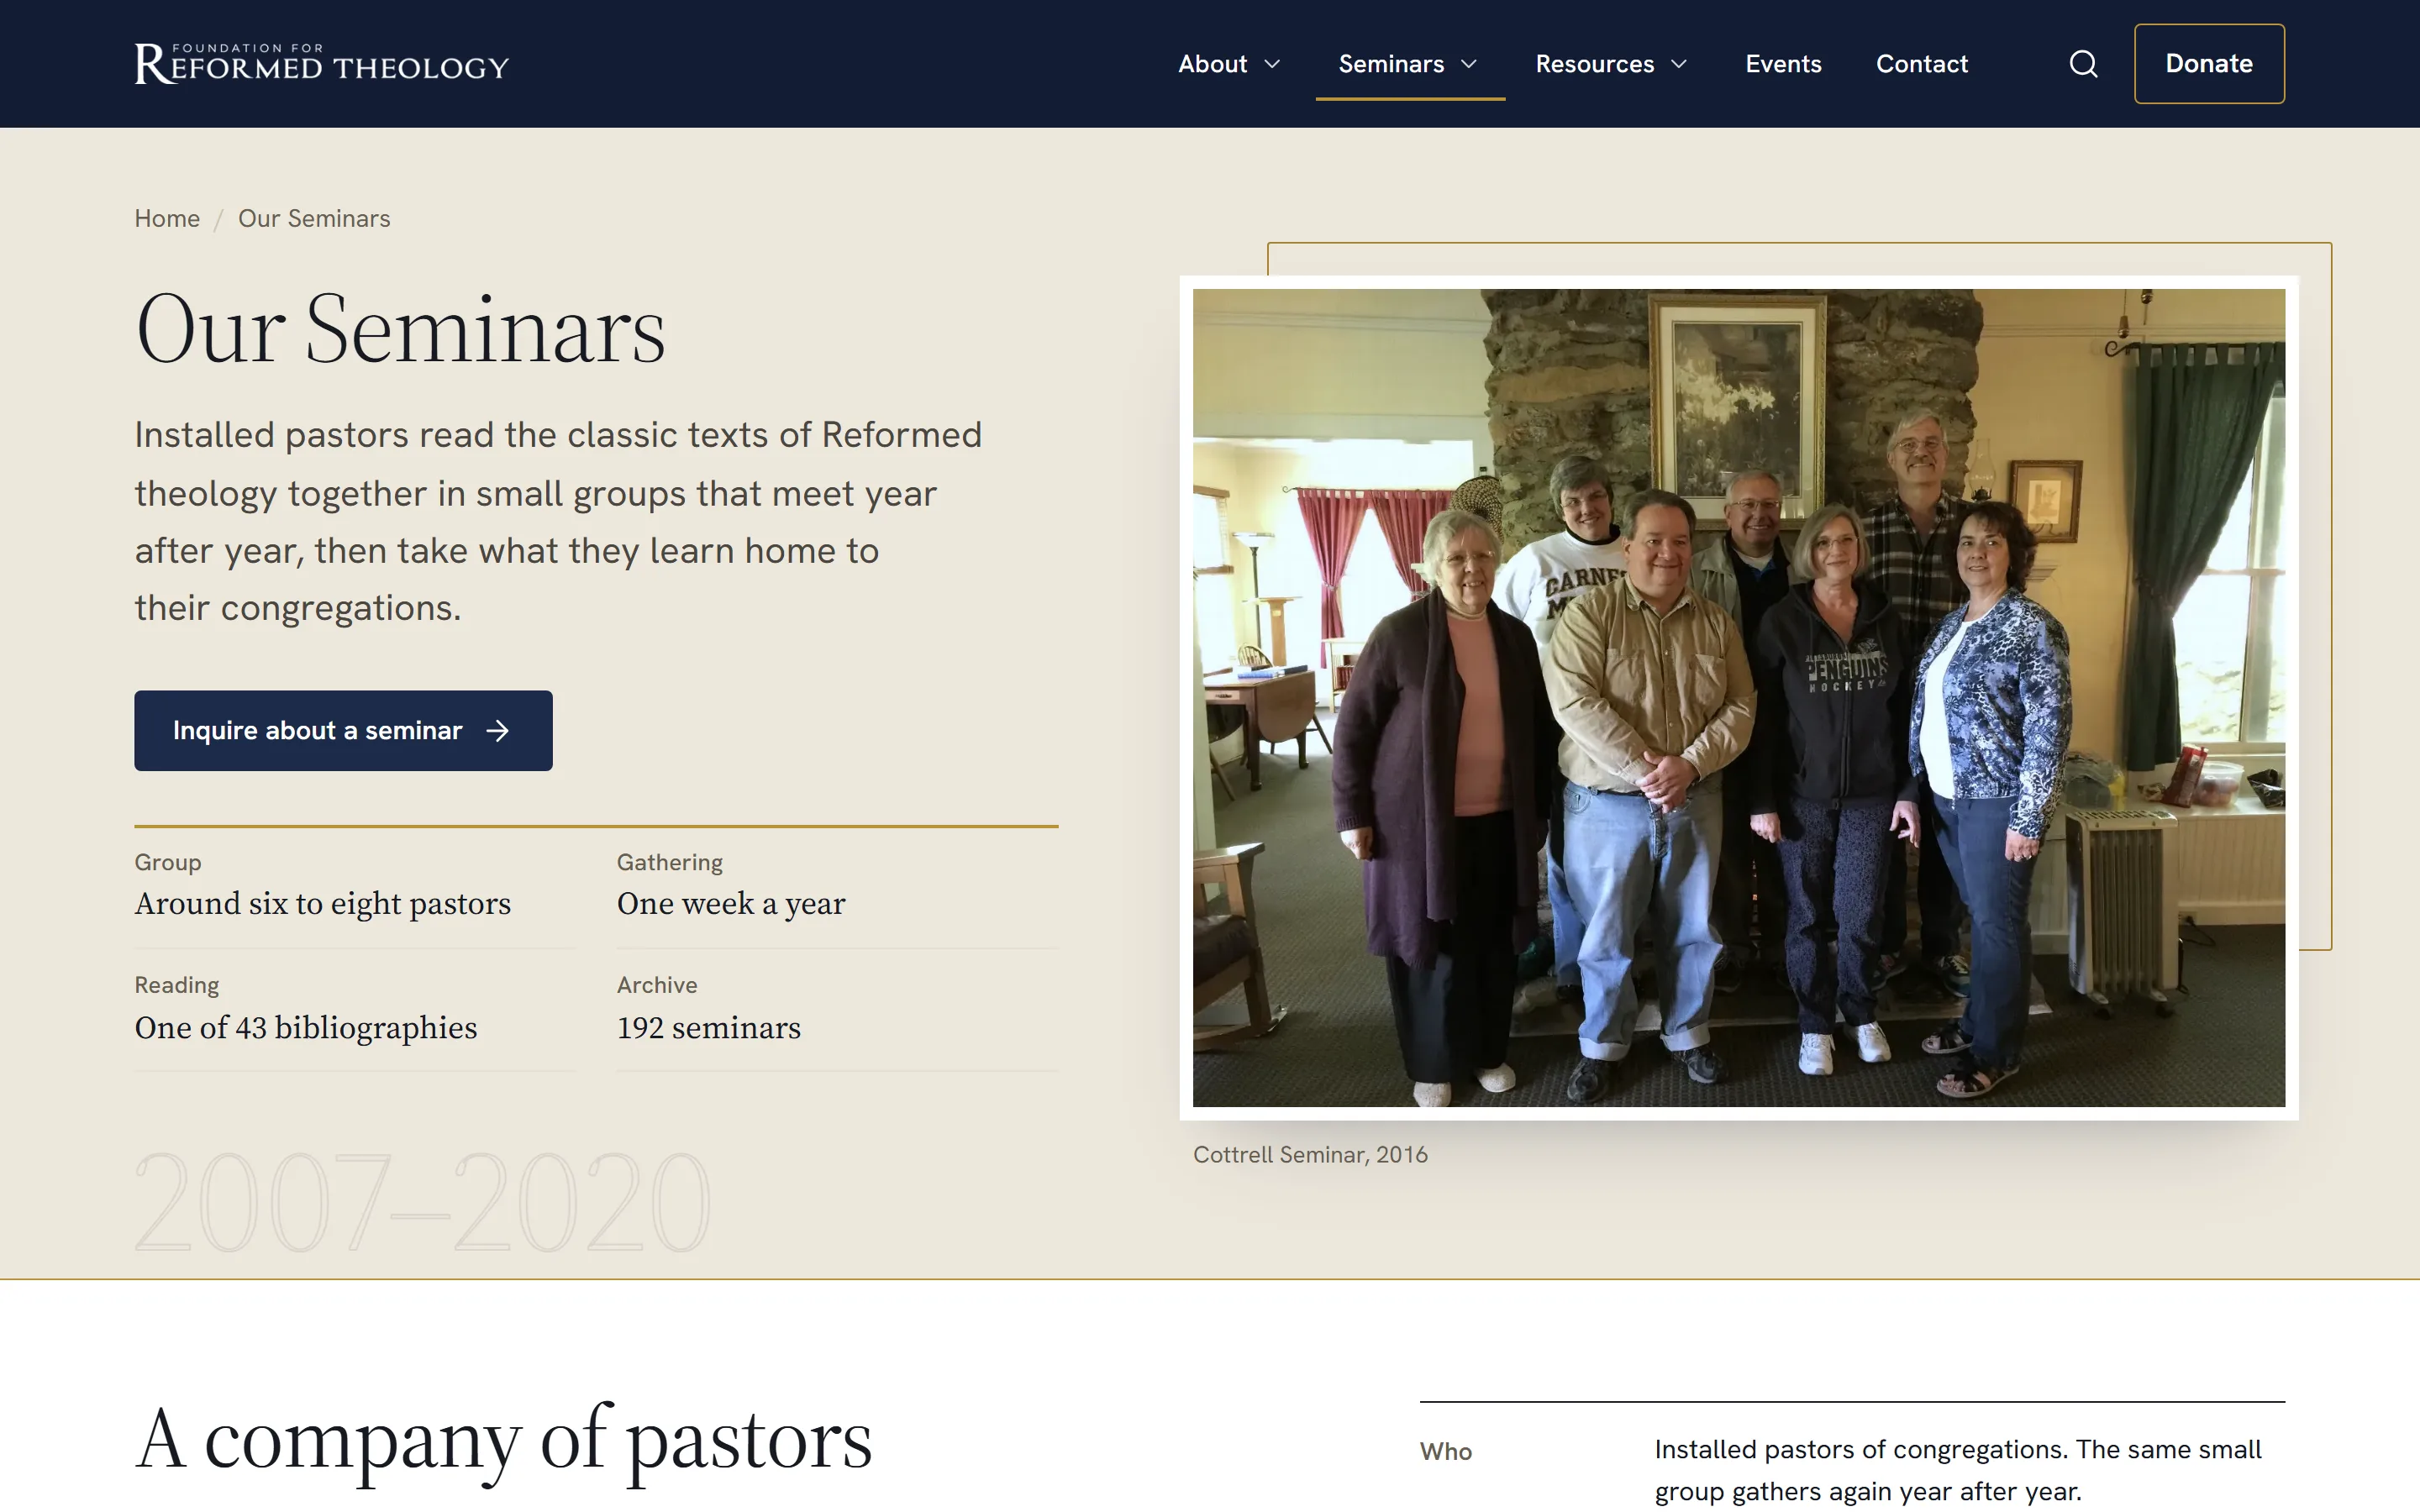 FOUNDATION FOR
REFORMED THEOLOGY
About
Seminars
Resources
Events
Contact
Donate
Home / Our Seminars
Our Seminars
Installed pastors read the classic texts of Reformed
theology together in small groups that meet year
after year, then take what they learn home to
their congregations.
Inquire about a seminar
Group
Around six to eight pastors
Gathering
One week a year
Reading
One of 43 bibliographies
Archive
192 seminars
2007–2020
PENGUINS
HOCKEY
Cottrell Seminar, 2016
A company of pastors
Who
Installed pastors of congregations. The same small
group gathers again year after year.